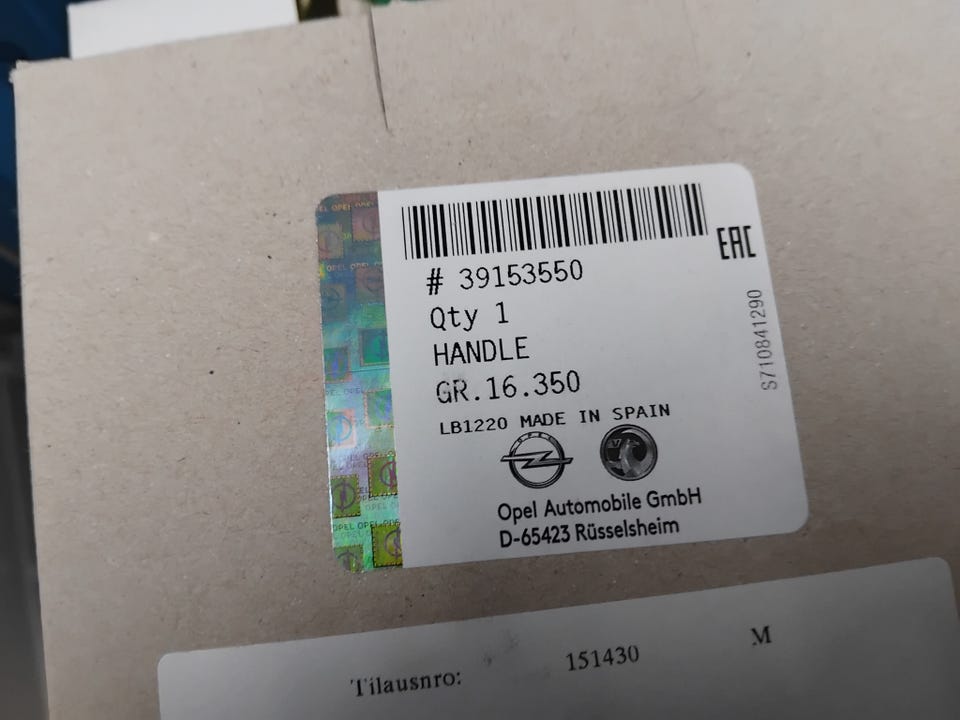 EAC
# 39153550
Qty 1
HANDLE
GR.16.350
LB1220 MADE IN SPAIN
Opel Automobile GmbH
D-65423 Rüsselsheim
S710841290
Tilausnro: 151430 M